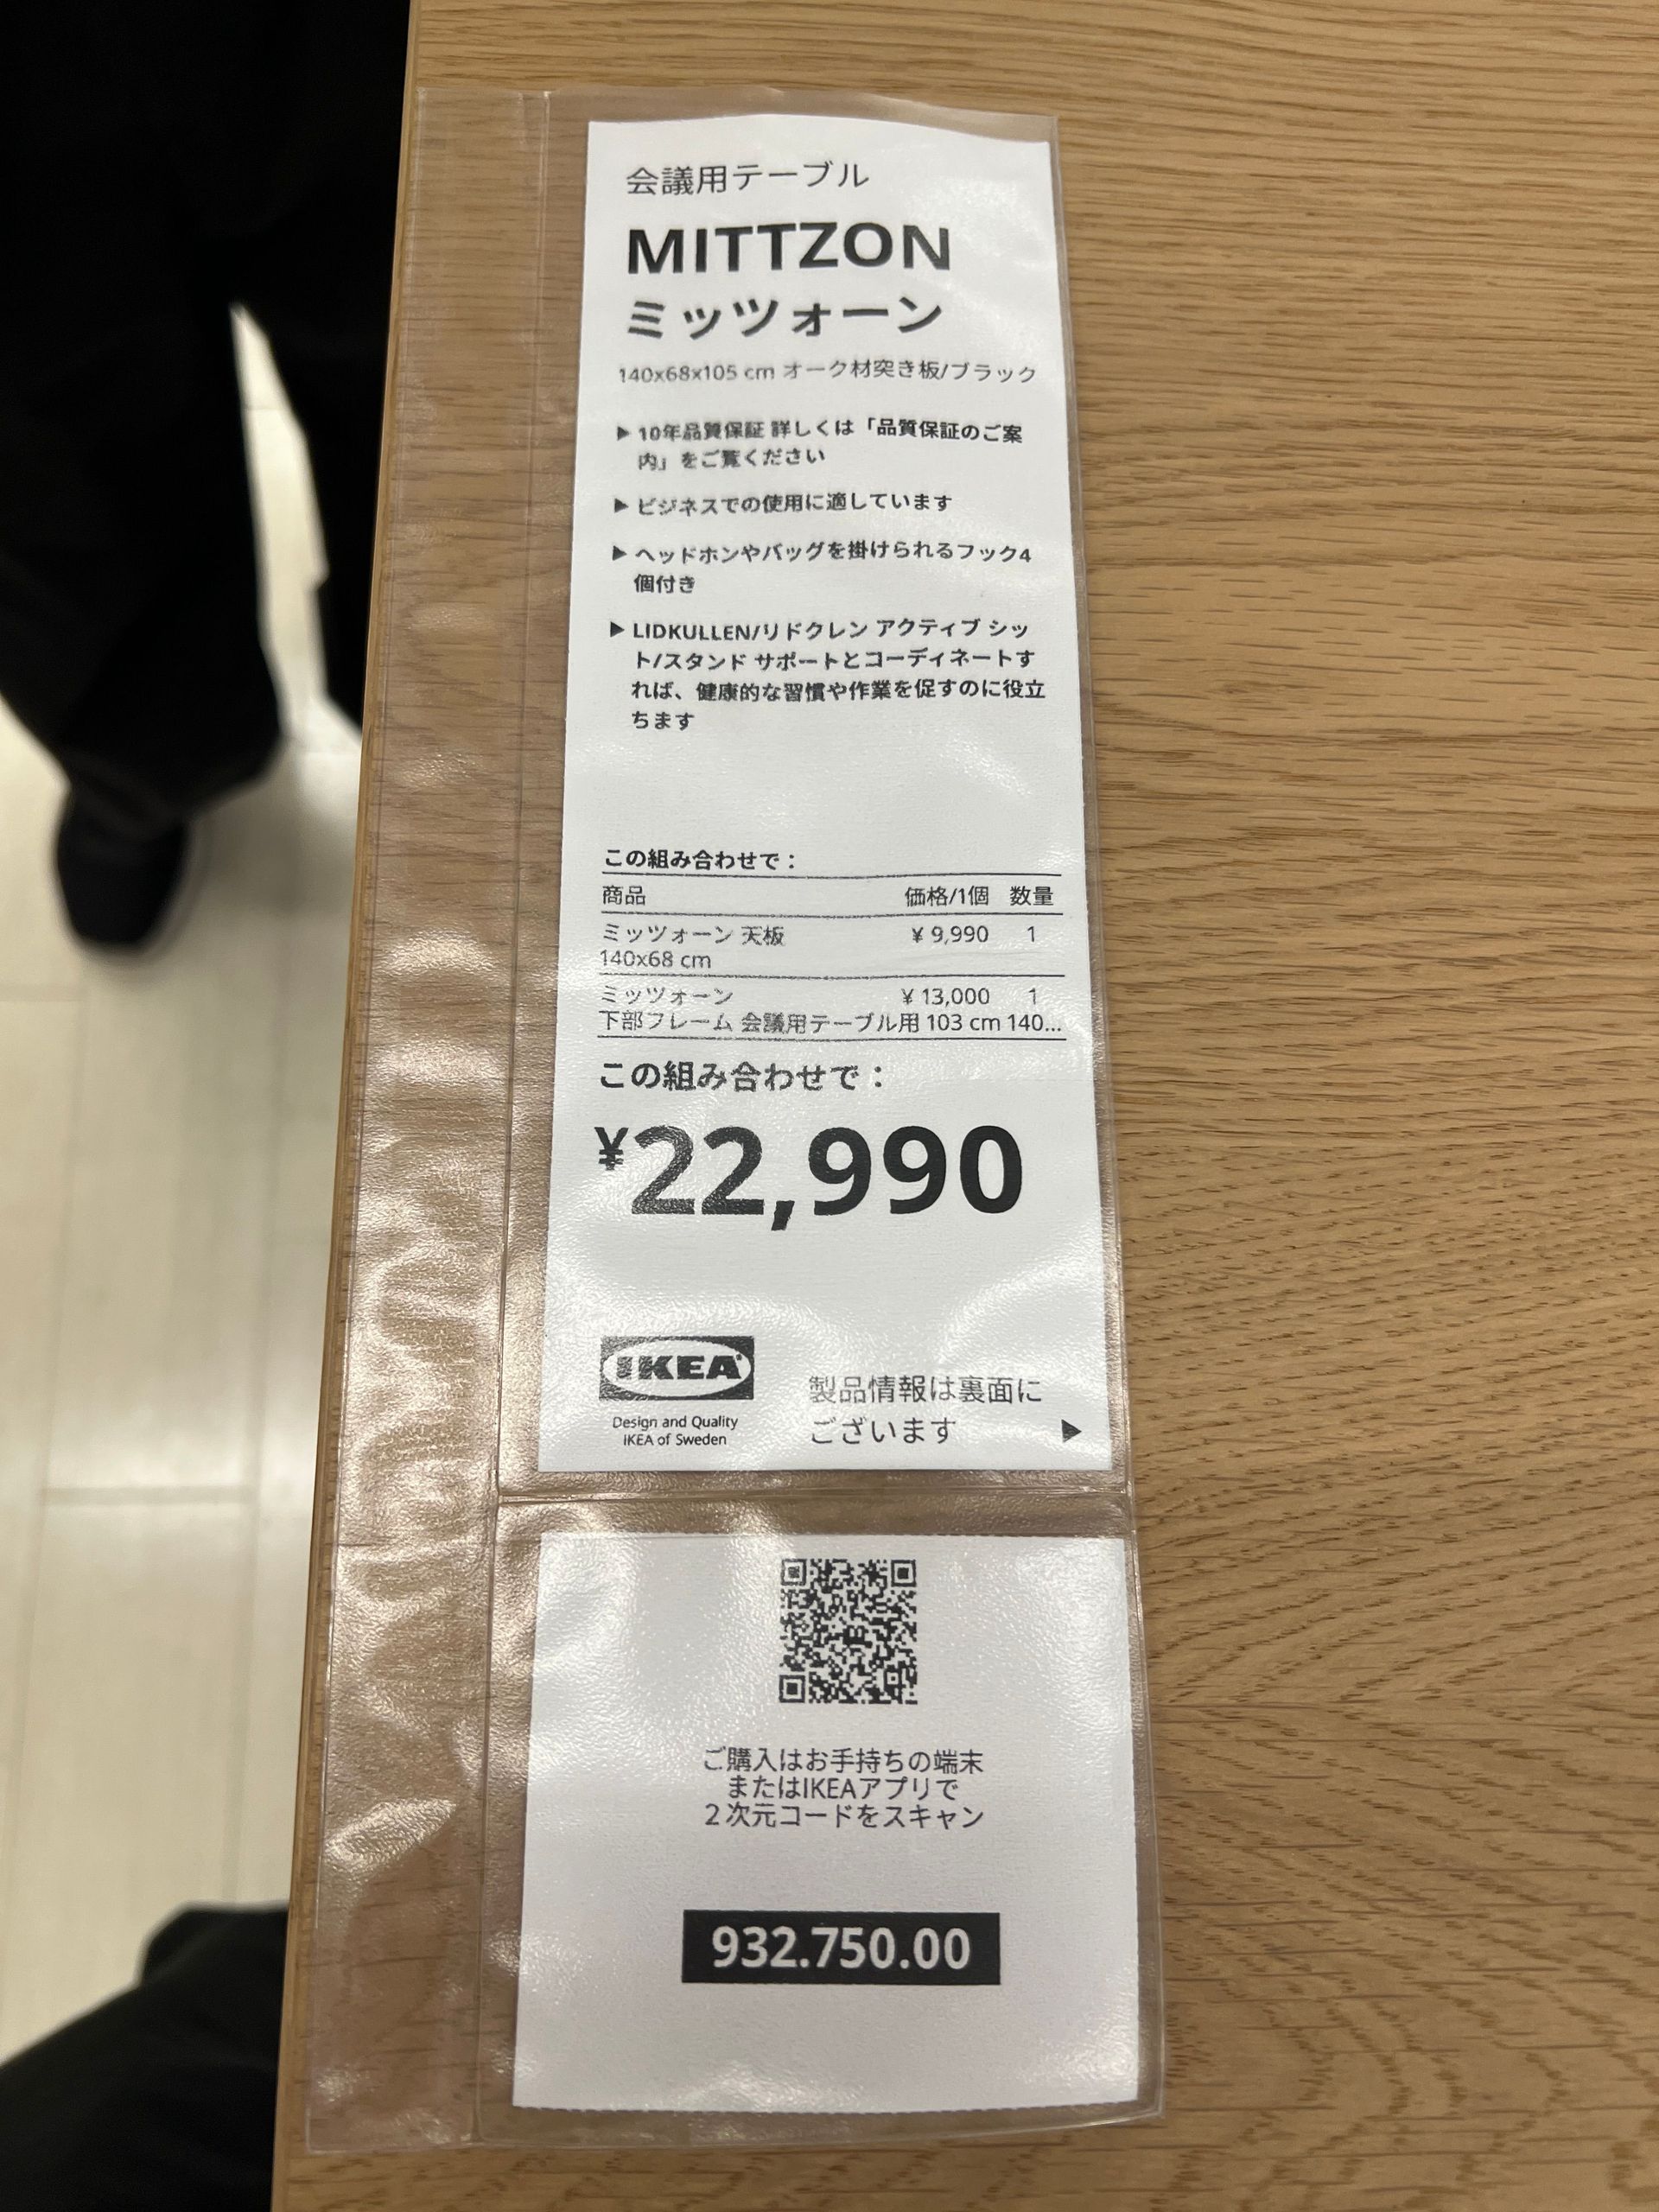 会議用テーブル
MITTZON
ミッツォーン
140x68x105 cm オーク材突き板/ブラック
▶ 10年品質保証 詳しくは「品質保証のご案
内」をご覧ください
▶ ビジネスでの使用に適しています
▶ ヘッドホンやバッグを掛けられるフック4
個付き
▶ LIDKULLEN/リドクレン アクティブ シッ
ト/スタンド サポートとコーディネートす
れば、健康的な習慣や作業を促すのに役立
ちます
この組み合わせで：
商品 価格/1個 数量
ミッツォーン 天板 ¥ 9,990 1
140x68 cm
ミッツォーン ¥ 13,000 1
下部フレーム 会議用テーブル用 103 cm 140...
この組み合わせで：
¥22,990
IKEA
Design and Quality
IKEA of Sweden
製品情報は裏面に
ございます ▶
ご購入はお手持ちの端末
またはIKEAアプリで
２次元コードをスキャン
932.750.00